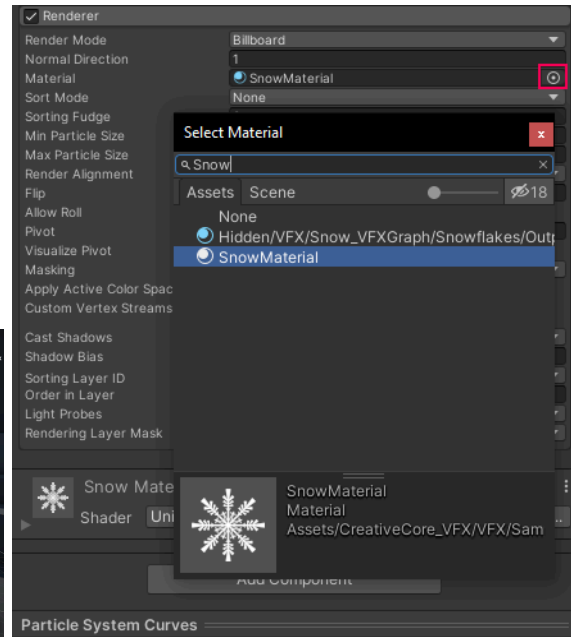 Renderer
Render Mode Billboard
Normal Direction 1
Material SnowMaterial
Sort Mode None
Sorting Fudge
Min Particle Size
Max Particle Size
Render Alignment
Flip
Allow Roll
Pivot
Visualize Pivot
Masking
Apply Active Color Spac
Custom Vertex Streams
Cast Shadows
Shadow Bias
Sorting Layer ID
Order in Layer
Light Probes
Rendering Layer Mask
Select Material
x
Snow
Assets Scene 18
None
Hidden/VFX/Snow_VFXGraph/Snowflakes/Outp
SnowMaterial
SnowMaterial
Material
Assets/CreativeCore_VFX/VFX/Sam
Snow Mate
Shader Uni
Add Component
Particle System Curves